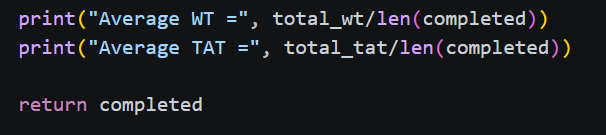 print("Average WT =", total_wt/len(completed))
print("Average TAT =", total_tat/len(completed))
return completed